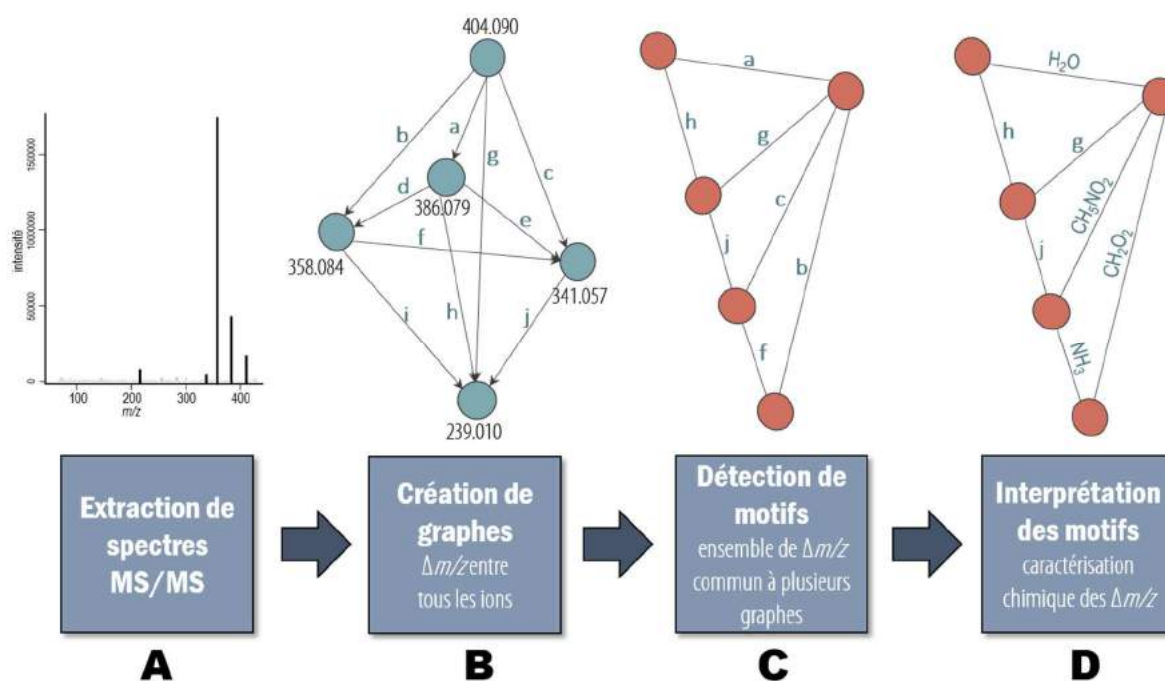 1500000
10000000
500000
0
intensité
100
200
300
400
m/z
404.090
b
a
g
c
d
386.079
e
358.084
f
341.057
i
h
j
239.010
a
h
g
c
j
b
f
H₂O
h
g
CH₅NO₂
j
CH₂O₂
NH₃
Extraction de
spectres
MS/MS
Création de
graphes
Δm/z entre
tous les ions
Détection de
motifs
ensemble de Δm/z
commun à plusieurs
graphes
Interprétation
des motifs
caractérisation
chimique des Δm/z
A
B
C
D